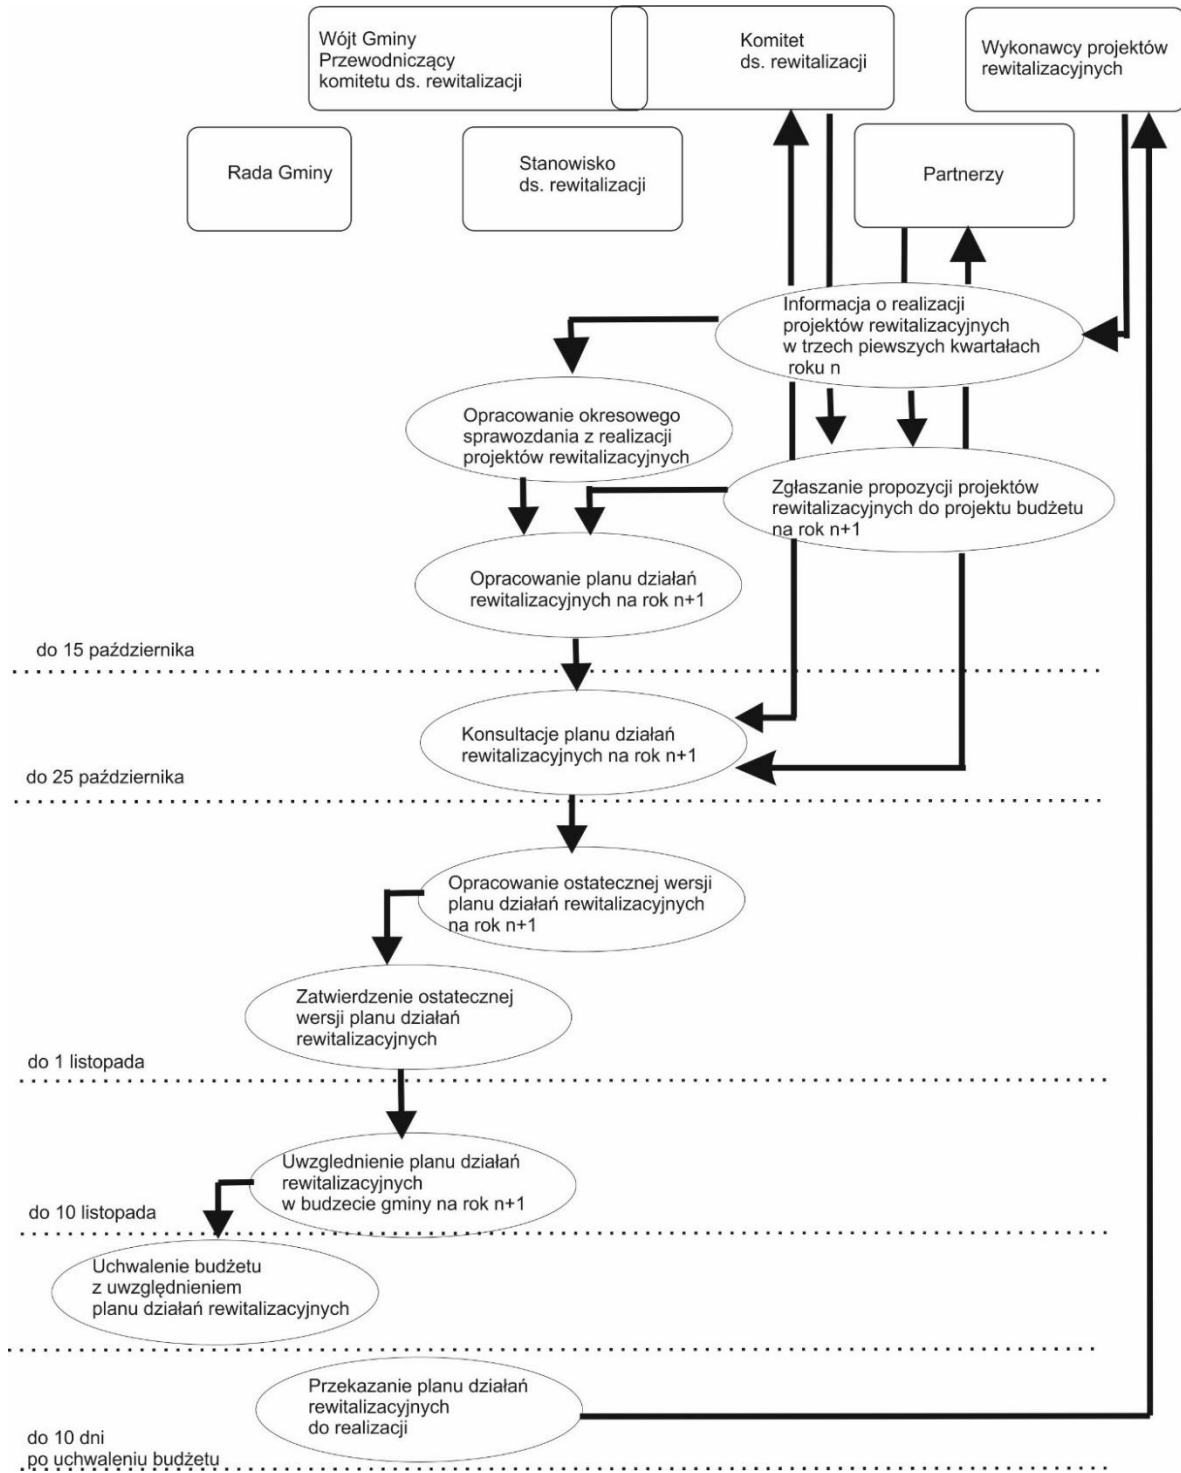 Wójt Gminy
Przewodniczący
komitetu ds. rewitalizacji
Komitet
ds. rewitalizacji
Wykonawcy projektów
rewitalizacyjnych
Rada Gminy
Stanowisko
ds. rewitalizacji
Partnerzy
Informacja o realizacji
projektów rewitalizacyjnych
w trzech piewszych kwartałach
roku n
Opracowanie okresowego
sprawozdania z realizacji
projektów rewitalizacyjnych
Zgłaszanie propozycji projektów
rewitalizacyjnych do projektu budżetu
na rok n+1
Opracowanie planu działań
rewitalizacyjnych na rok n+1
do 15 października
Konsultacje planu działań
rewitalizacyjnych na rok n+1
do 25 października
Opracowanie ostatecznej wersji
planu działań rewitalizacyjnych
na rok n+1
Zatwierdzenie ostatecznej
wersji planu działań
rewitalizacyjnych
do 1 listopada
Uwzglednienie planu działań
rewitalizacyjnych
w budzecie gminy na rok n+1
do 10 listopada
Uchwalenie budżetu
z uwzględnieniem
planu działań rewitalizacyjnych
Przekazanie planu działań
rewitalizacyjnych
do realizacji
do 10 dni
po uchwaleniu budżetu